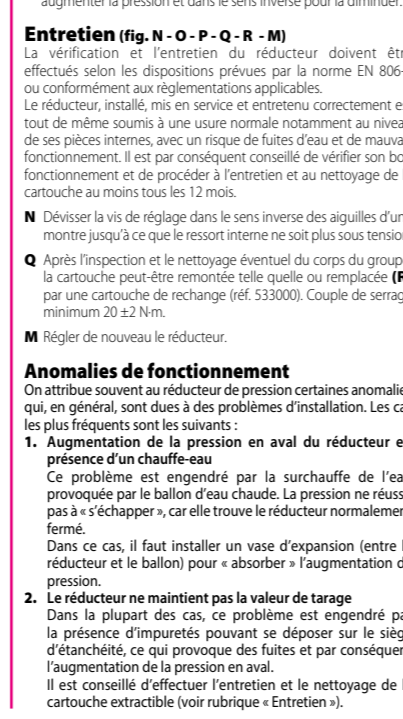 augmenter la pression et dans le sens inverse pour la diminuer.
Entretien (fig. N - O - P - Q - R - M)
La vérification et l'entretien du réducteur doivent êtr
effectués selon les dispositions prévues par la norme EN 806-
ou conformément aux règlementations applicables.
Le réducteur, installé, mis en service et entretenu correctement e
tout de même soumis à une usure normale notamment au nivea
de ses pièces internes, avec un risque de fuites d'eau et de mauva
fonctionnement. Il est par conséquent conseillé de vérifier son bo
fonctionnement et de procéder à l'entretien et au nettoyage de l
cartouche au moins tous les 12 mois.
N Dévisser la vis de réglage dans le sens inverse des aiguilles d'un
montre jusqu'à ce que le ressort interne ne soit plus sous tension
Q Après l'inspection et le nettoyage éventuel du corps du group
la cartouche peut-être remontée telle quelle ou remplacée (R
par une cartouche de rechange (réf. 533000). Couple de serrag
minimum 20 ±2 N·m.
M Régler de nouveau le réducteur.
Anomalies de fonctionnement
On attribue souvent au réducteur de pression certaines anomalie
qui, en général, sont dues à des problèmes d'installation. Les ca
les plus fréquents sont les suivants :
1. Augmentation de la pression en aval du réducteur e
présence d'un chauffe-eau
Ce problème est engendré par la surchauffe de l'ea
provoquée par le ballon d'eau chaude. La pression ne réuss
pas à « s'échapper », car elle trouve le réducteur normalemen
fermé.
Dans ce cas, il faut installer un vase d'expansion (entre l
réducteur et le ballon) pour « absorber » l'augmentation d
pression.
2. Le réducteur ne maintient pas la valeur de tarage
Dans la plupart des cas, ce problème est engendré pa
la présence d'impuretés pouvant se déposer sur le sièg
d'étanchéité, ce qui provoque des fuites et par conséquen
l'augmentation de la pression en aval.
Il est conseillé d'effectuer l'entretien et le nettoyage de l
cartouche extractible (voir rubrique « Entretien »).